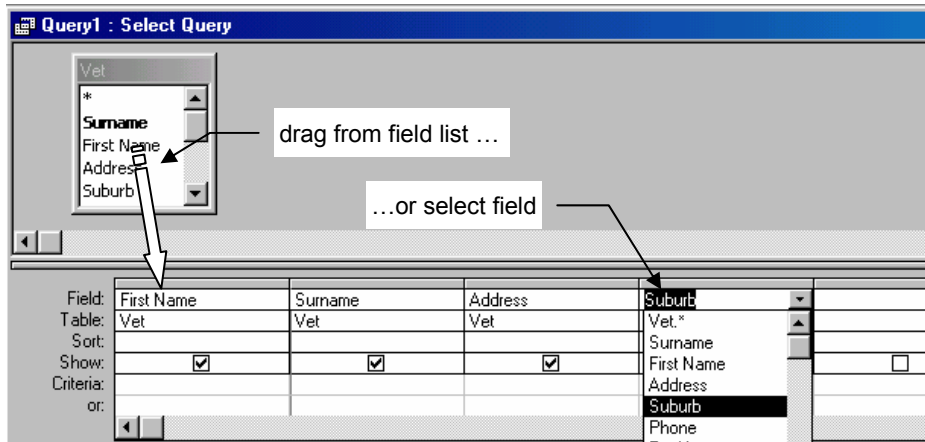 Query1 : Select Query
Vet
*
Surname
First Name
Address
Suburb
drag from field list …
…or select field
Field: First Name Surname Address Suburb
Table: Vet Vet Vet Vet.*
Sort: Surname
Show: First Name
Criteria: Address
or: Suburb
Phone